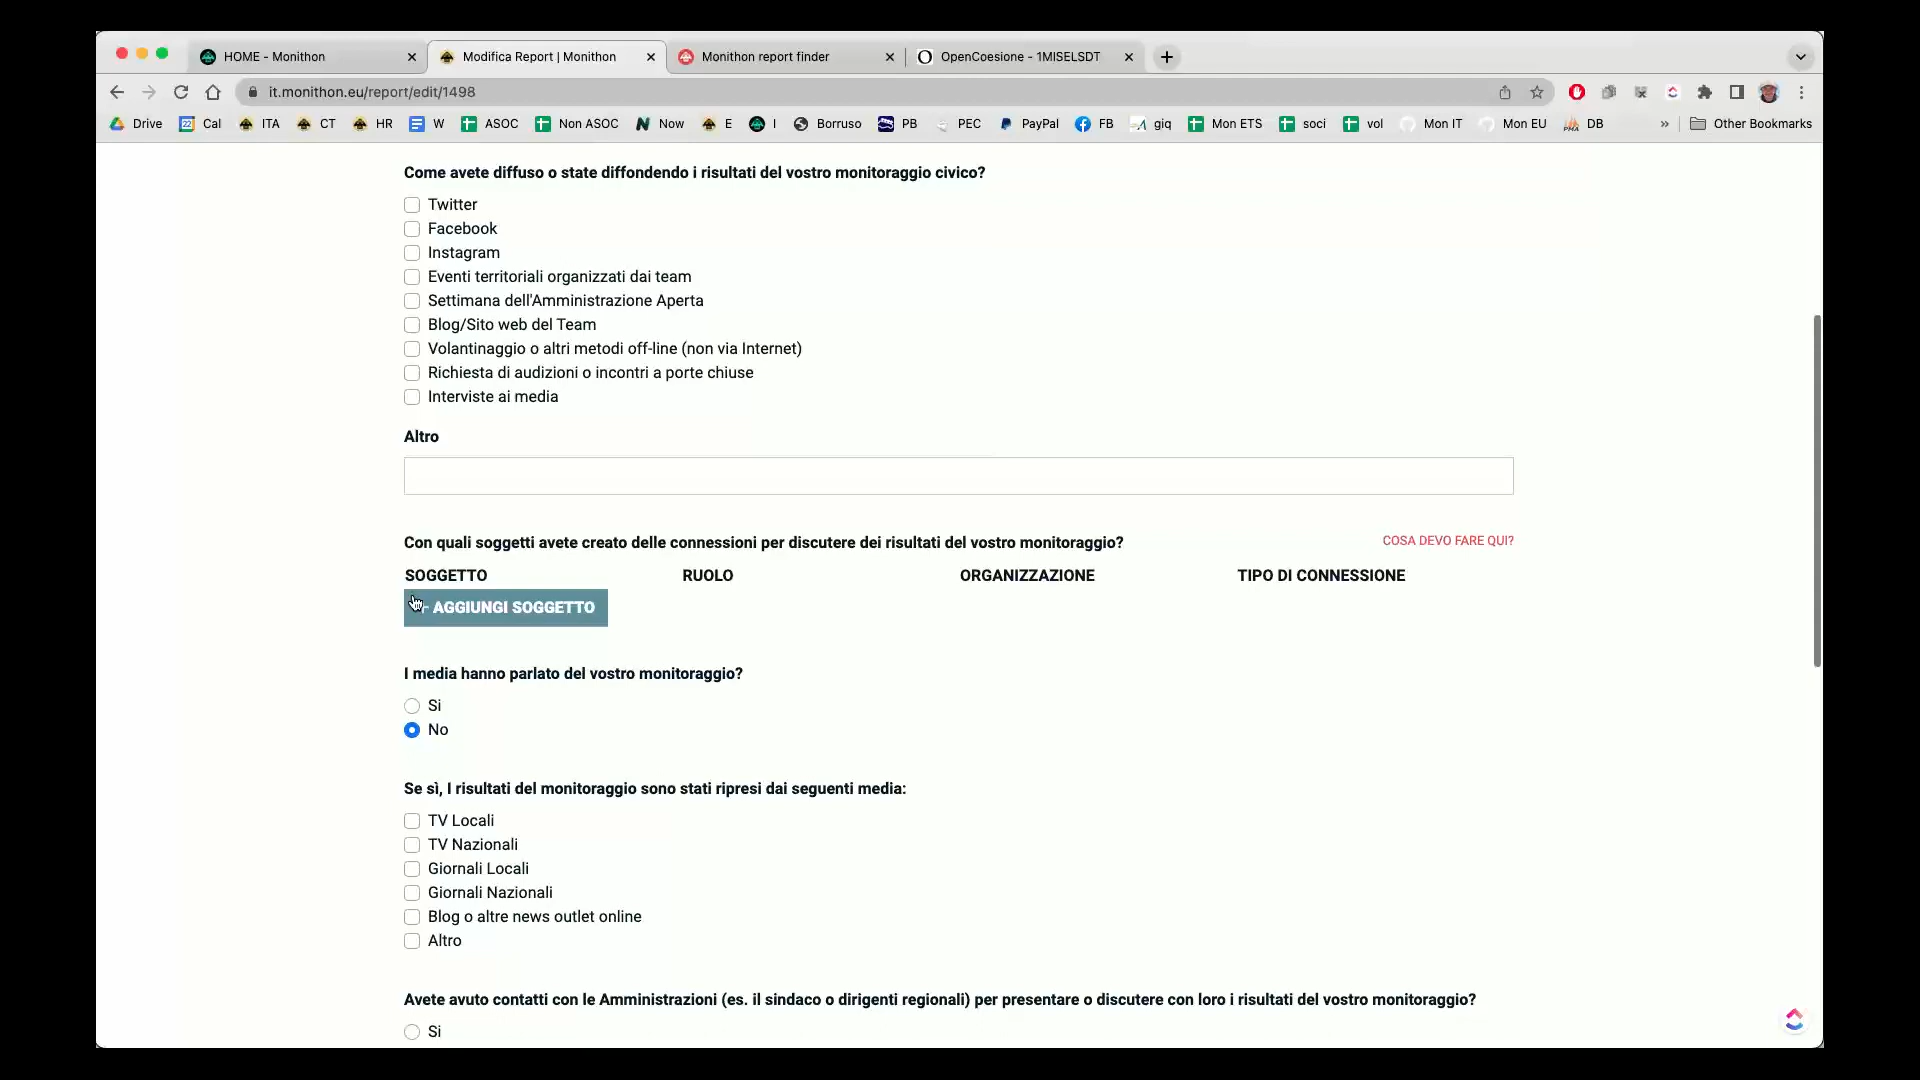 HOME - Monithon
Modifica Report | Monithon
Monithon report finder
OpenCoesione - 1MISELSDT
it.monithon.eu/report/edit/1498
Drive
22
Cal
ITA
CT
HR
W
ASOC
Non ASOC
Now
E
I
Borruso
PB
PEC
PayPal
FB
giq
Mon ETS
soci
vol
Mon IT
Mon EU
DB
»
Other Bookmarks
Come avete diffuso o state diffondendo i risultati del vostro monitoraggio civico?
Twitter
Facebook
Instagram
Eventi territoriali organizzati dai team
Settimana dell'Amministrazione Aperta
Blog/Sito web del Team
Volantinaggio o altri metodi off-line (non via Internet)
Richiesta di audizioni o incontri a porte chiuse
Interviste ai media
Altro
Con quali soggetti avete creato delle connessioni per discutere dei risultati del vostro monitoraggio?
COSA DEVO FARE QUI?
SOGGETTO RUOLO ORGANIZZAZIONE TIPO DI CONNESSIONE
AGGIUNGI SOGGETTO
I media hanno parlato del vostro monitoraggio?
Si
No
Se sì, I risultati del monitoraggio sono stati ripresi dai seguenti media:
TV Locali
TV Nazionali
Giornali Locali
Giornali Nazionali
Blog o altre news outlet online
Altro
Avete avuto contatti con le Amministrazioni (es. il sindaco o dirigenti regionali) per presentare o discutere con loro i risultati del vostro monitoraggio?
Si